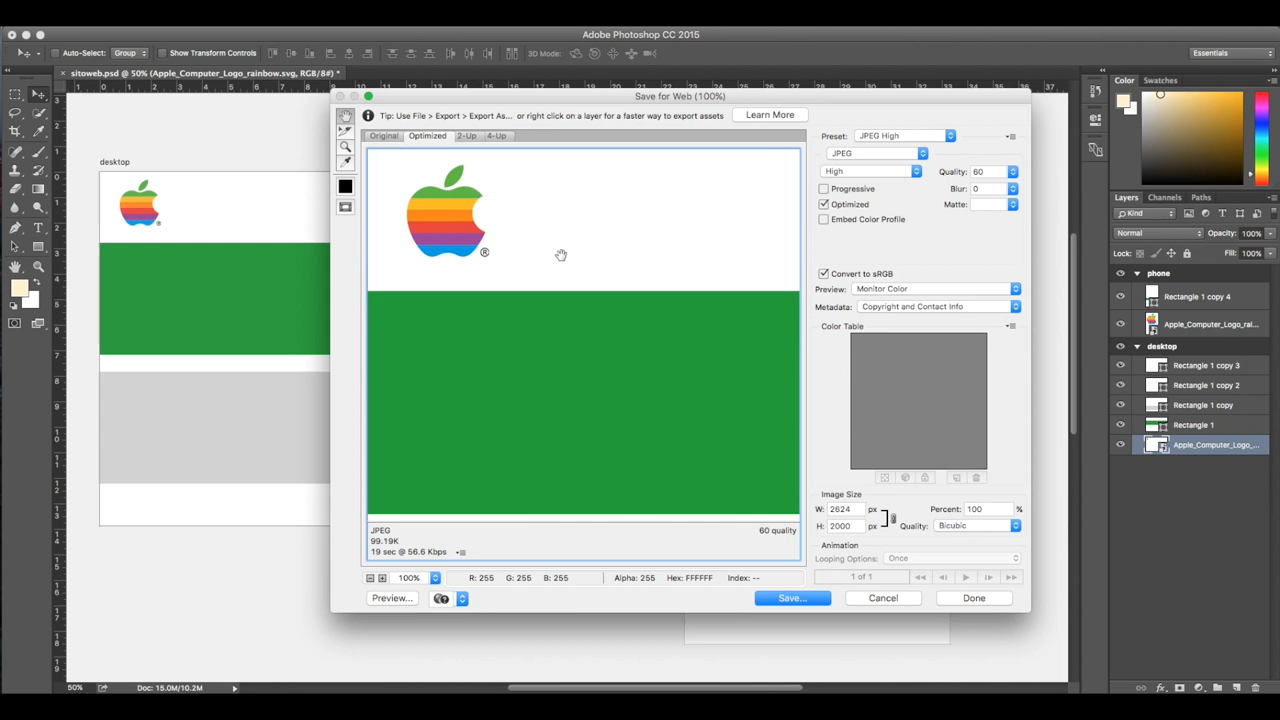 Adobe Photoshop CC 2015
Auto-Select: Group Show Transform Controls 3D Mode: Essentials
× sitoweb.psd @ 50% (Apple_Computer_Logo_rainbow.svg, RGB/8#) *
desktop
Save for Web (100%)
Tip: Use File > Export > Export As... or right click on a layer for a faster way to export assets Learn More
Original Optimized 2-Up 4-Up
®
®
JPEG 60 quality
99.19K
19 sec @ 56.6 Kbps
100% R: 255 G: 255 B: 255 Alpha: 255 Hex: FFFFFF Index: --
Preview... Save... Cancel Done
Preset: JPEG High
JPEG
High Quality: 60
Progressive Blur: 0
Optimized Matte:
Embed Color Profile
Convert to sRGB
Preview: Monitor Color
Metadata: Copyright and Contact Info
Color Table
Image Size
W: 2624 px Percent: 100 %
H: 2000 px Quality: Bicubic
Animation
Looping Options: Once
1 of 1
Color Swatches
Layers Channels Paths
Kind
Normal Opacity: 100%
Lock: Fill: 100%
phone
Rectangle 1 copy 4
Apple_Computer_Logo_rai...
desktop
Rectangle 1 copy 3
Rectangle 1 copy 2
Rectangle 1 copy
Rectangle 1
Apple_Computer_Logo_...
50% Doc: 15.0M/10.2M